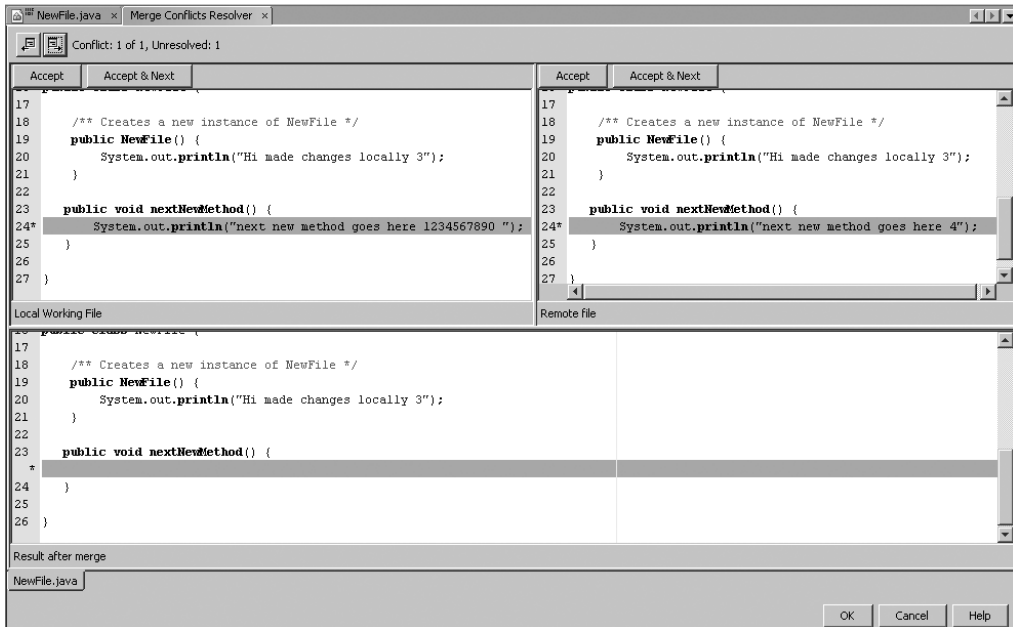 NewFile.java × Merge Conflicts Resolver ×
Conflict: 1 of 1, Unresolved: 1
Accept Accept & Next
17
18 /** Creates a new instance of NewFile */
19 public NewFile() {
20 System.out.println("Hi made changes locally 3");
21 }
22
23 public void nextNewMethod() {
24* System.out.println("next new method goes here 1234567890 ");
25 }
26
27 }
Local Working File
Accept Accept & Next
17
18 /** Creates a new instance of NewFile */
19 public NewFile() {
20 System.out.println("Hi made changes locally 3");
21 }
22
23 public void nextNewMethod() {
24* System.out.println("next new method goes here 4");
25 }
26
27 }
Remote file
17
18 /** Creates a new instance of NewFile */
19 public NewFile() {
20 System.out.println("Hi made changes locally 3");
21 }
22
23 public void nextNewMethod() {
*
24 }
25
26 }
Result after merge
NewFile.java
OK Cancel Help